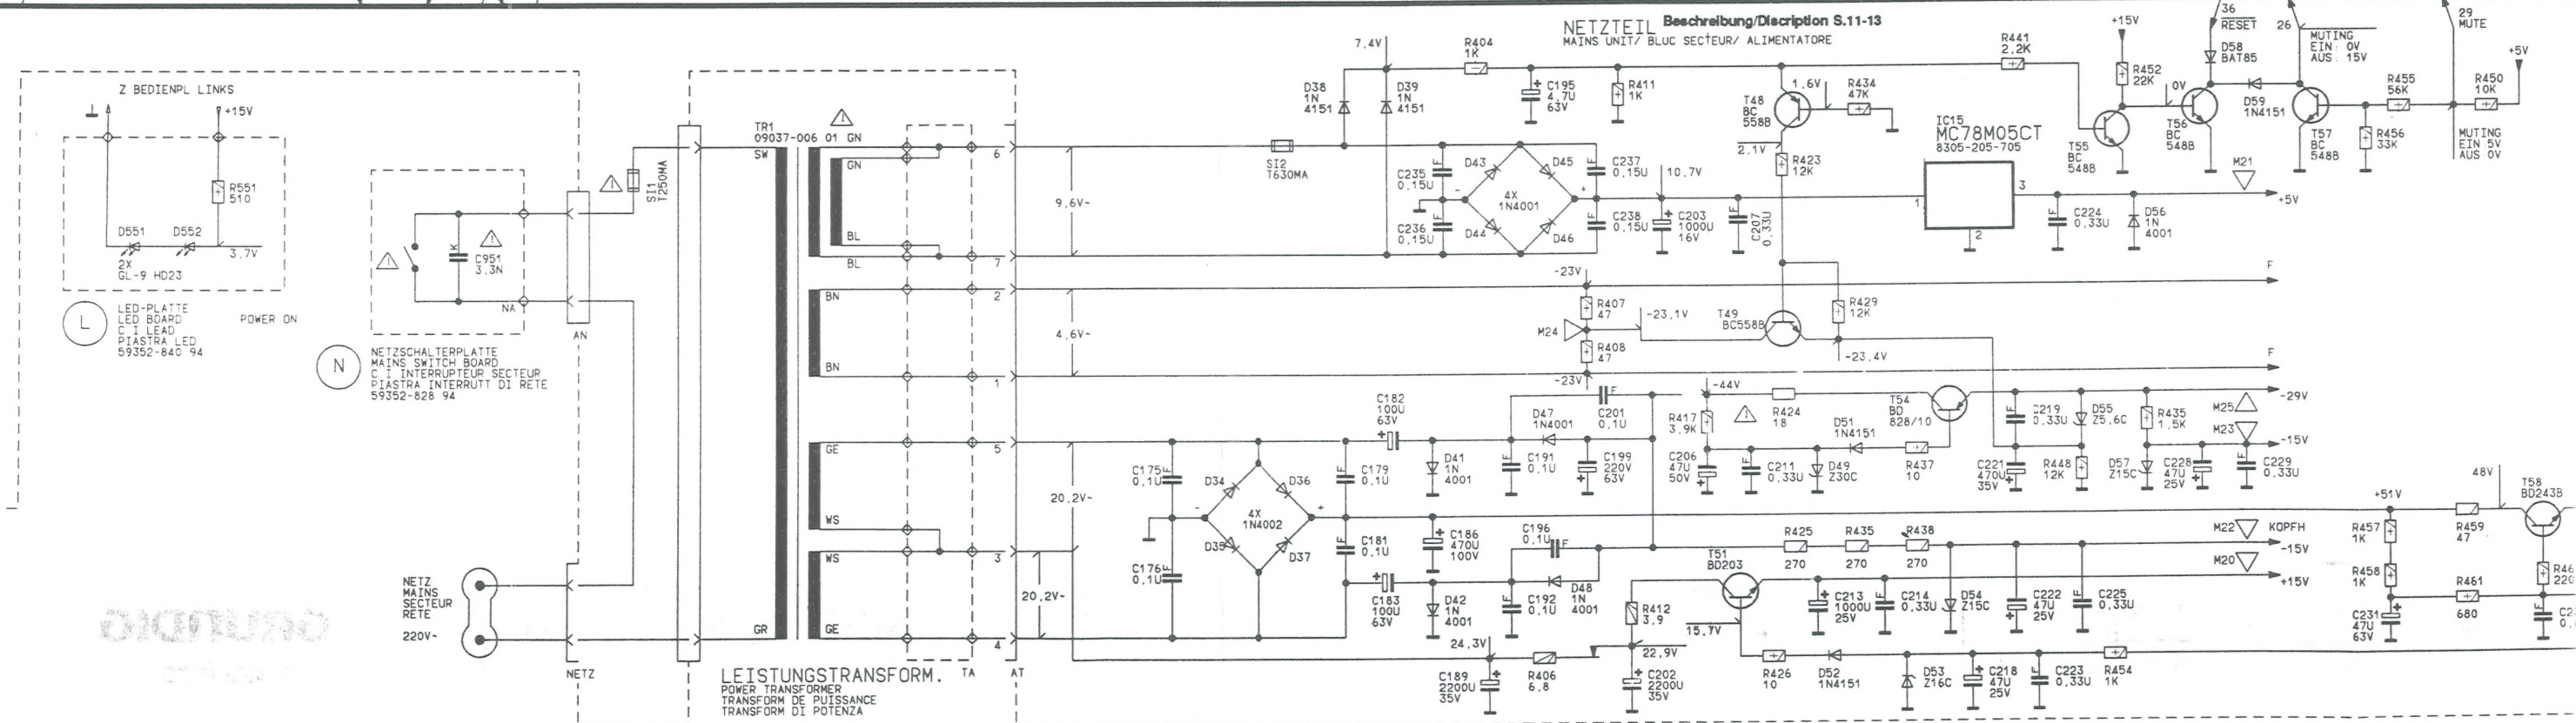 NETZTEIL Beschreibung/Discription S.11-13
MAINS UNIT/ BLUC SECTEUR/ ALIMENTATORE
Z BEDIENPL LINKS
+15V
R551
510
D551
D552
3,7V
2X
GL-9 HD23
L
LED-PLATTE
LED BOARD
C I LEAD
PIASTRA LED
59352-840 94
POWER ON
K
C951
3.3N
NA
N
NETZSCHALTERPLATTE
MAINS SWITCH BOARD
C I INTERRUPTEUR SECTEUR
PIASTRA INTERRUTT DI RETE
59352-828 94
AN
SI1
T250MA
NETZ
MAINS
SECTEUR
RETE
220V~
NETZ
GRUNDIG
TR1
09037-006 01
SW
GR
GN
GN
BL
BL
BN
BN
GE
WS
WS
GE
6
7
2
1
5
3
4
TA
AT
LEISTUNGSTRANSFORM.
POWER TRANSFORMER
TRANSFORM DE PUISSANCE
TRANSFORM DI POTENZA
9.6V~
4.6V~
20.2V~
20.2V~
SI2
T630MA
D38
1N
4151
7.4V
D39
1N
4151
R404
1K
C195
4,7U
63V
R411
1K
C235
0,15U
C236
0,15U
D43
D45
4X
1N4001
D44
D46
C237
0,15U
C238
0,15U
10.7V
C203
1000U
16V
C207
0,33U
T48
BC
558B
1,6V
R434
47K
2.1V
R423
12K
IC15
MC78M05CT
8305-205-705
1
2
3
C224
0,33U
D56
1N
4001
M21
+5V
R441
2.2K
T55
BC
548B
+15V
R452
22K
0V
T56
BC
548B
36
RESET
D58
BAT85
D59
1N4151
26
MUTING
EIN: 0V
AUS: 15V
T57
BC
548B
R455
56K
R456
33K
29
MUTE
R450
10K
+5V
MUTING
EIN 5V
AUS 0V
-23V
R407
47
M24
R408
47
-23V
-23,1V
T49
BC558B
R429
12K
-23,4V
F
F
C175
0,1U
C176
0,1U
D34
D36
4X
1N4002
D35
D37
C179
0,1U
C181
0,1U
C182
100U
63V
D41
1N
4001
C186
470U
100V
C183
100U
63V
D42
1N
4001
D47
1N4001
C201
0,1U
C191
0,1U
C199
220V
63V
C196
0,1U
C192
0,1U
D48
1N
4001
-44V
R417
3,9K
R424
18
T54
BD
828/10
C206
47U
50V
C211
0,33U
D49
Z30C
D51
1N4151
R437
10
C219
0,33U
D55
Z5,6C
R435
1,5K
M25
-29V
M23
-15V
C221
470U
35V
R448
12K
D57
Z15C
C228
47U
25V
C229
0,33U
R425
270
R435
270
R438
270
M22
KOPFH
-15V
M20
+15V
T51
BD203
R412
3,9
15,7V
C213
1000U
25V
C214
0,33U
D54
Z15C
C222
47U
25V
C225
0,33U
24,3V
C189
2200U
35V
R406
6,8
22,9V
C202
2200U
35V
R426
10
D52
1N4151
D53
Z16C
C218
47U
25V
C223
0,33U
R454
1K
+51V
R457
1K
R458
1K
C231
47U
63V
R459
47
R461
680
48V
T58
BD243B